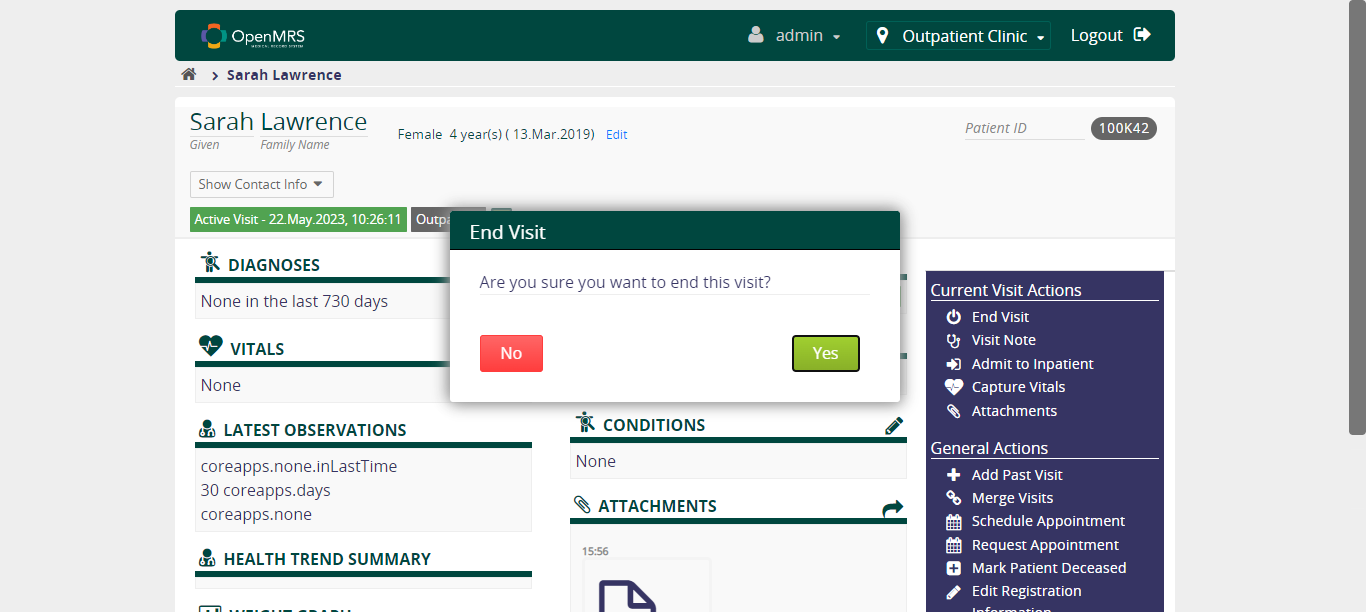 OpenMRS
MEDICAL RECORD SYSTEM
admin
Outpatient Clinic
Logout
Sarah Lawrence
Sarah Lawrence
Given
Family Name
Female 4 year(s) ( 13.Mar.2019) Edit
Patient ID
100K42
Show Contact Info
Active Visit - 22.May.2023, 10:26:11
End Visit
Are you sure you want to end this visit?
No
Yes
DIAGNOSES
None in the last 730 days
VITALS
None
LATEST OBSERVATIONS
coreapps.none.inLastTime
30 coreapps.days
coreapps.none
HEALTH TREND SUMMARY
CONDITIONS
None
ATTACHMENTS
15:56
Current Visit Actions
End Visit
Visit Note
Admit to Inpatient
Capture Vitals
Attachments
General Actions
Add Past Visit
Merge Visits
Schedule Appointment
Request Appointment
Mark Patient Deceased
Edit Registration
Information